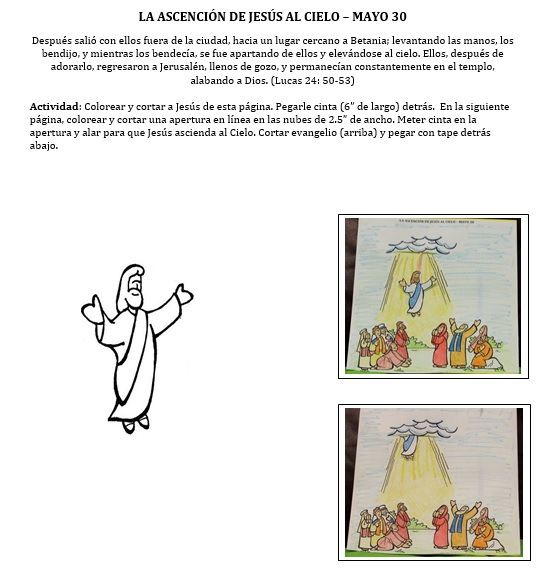 LA ASCENCIÓN DE JESÚS AL CIELO – MAYO 30
Después salió con ellos fuera de la ciudad, hacia un lugar cercano a Betania; levantando las manos, los
bendijo, y mientras los bendecía, se fue apartando de ellos y elevándose al cielo. Ellos, después de
adorarlo, regresaron a Jerusalén, llenos de gozo, y permanecían constantemente en el templo,
alabando a Dios. (Lucas 24: 50-53)
Actividad: Colorear y cortar a Jesús de esta página. Pegarle cinta (6" de largo) detrás. En la siguiente
página, colorear y cortar una apertura en línea en las nubes de 2.5" de ancho. Meter cinta en la
apertura y alar para que Jesús ascienda al Cielo. Cortar evangelio (arriba) y pegar con tape detrás
abajo.
LA ASCENCIÓN DE JESÚS AL CIELO – MAYO 30